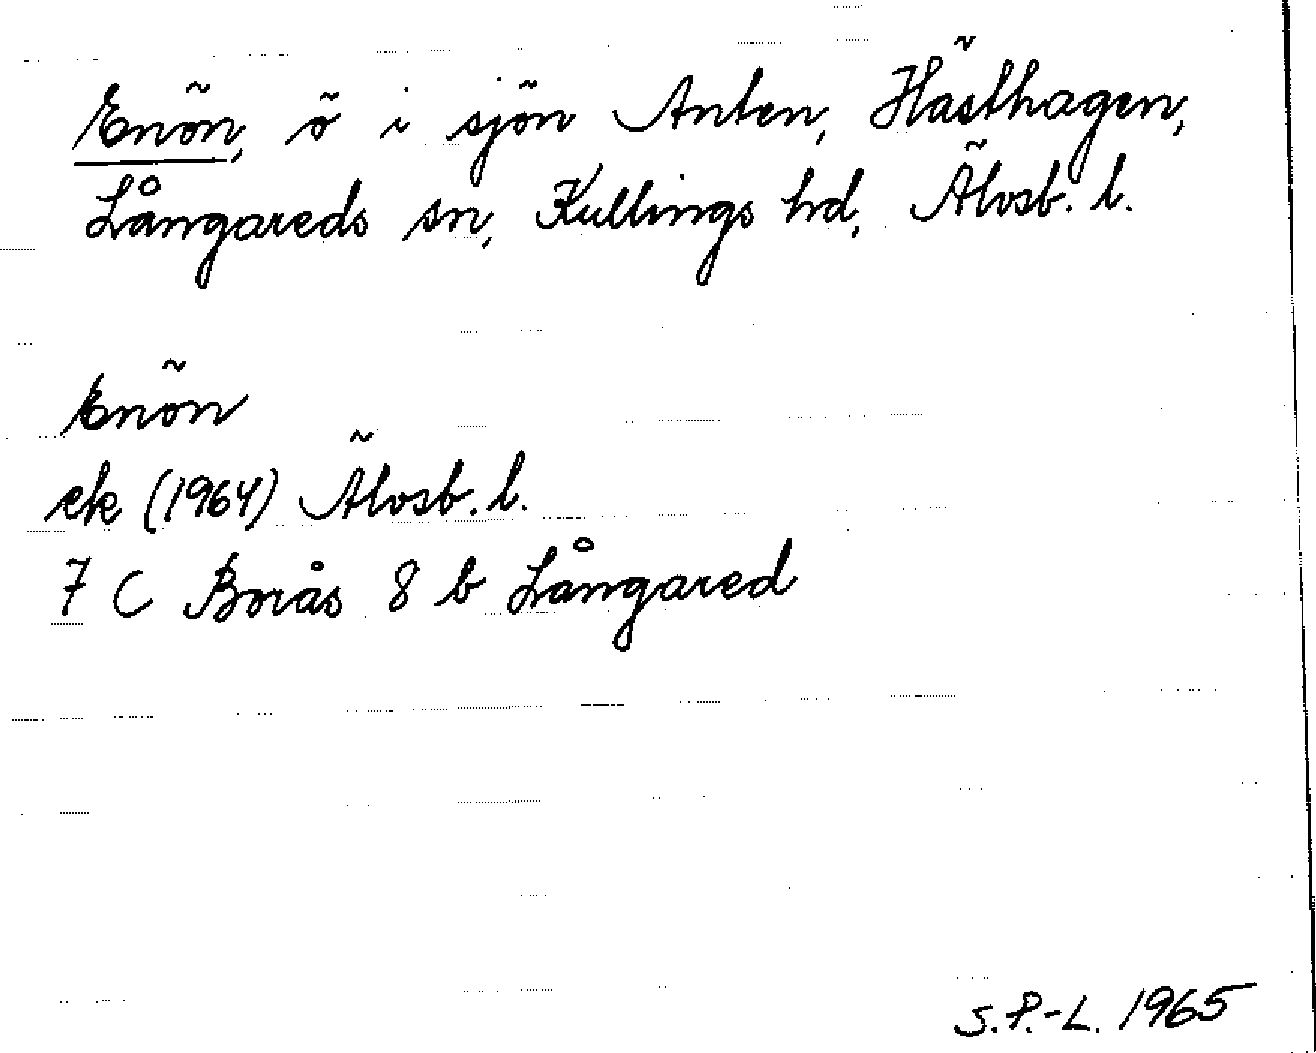 Enön, ö i sjön Anten, Hästhagen,
Långareds sn, Kullings hd, Älvsb. l.
Enön
ek (1964) Älvsb. l.
7 C Borås 8 b Långared
S.P.-L. 1965